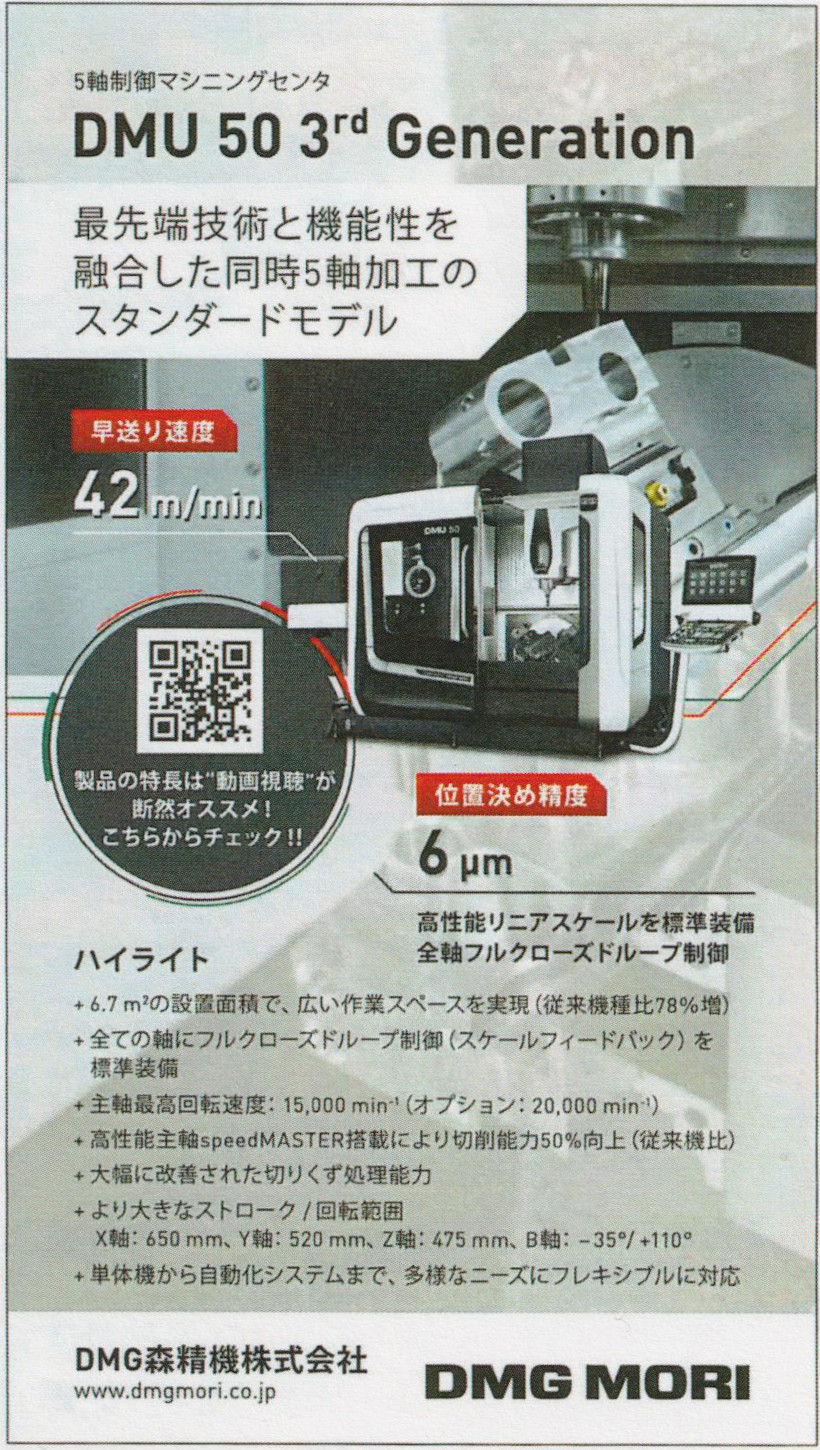 5軸制御マシニングセンタ
DMU 50 3rd Generation
最先端技術と機能性を
融合した同時5軸加工の
スタンダードモデル
早送り速度
42 m/min
DMU 50
製品の特長は"動画視聴"が
断然オススメ!
こちらからチェック!!
位置決め精度
6 μm
高性能リニアスケールを標準装備
全軸フルクローズドループ制御
ハイライト
+ 6.7 m²の設置面積で、広い作業スペースを実現(従来機種比78%増)
+ 全ての軸にフルクローズドループ制御(スケールフィードバック)を
標準装備
+ 主軸最高回転速度: 15,000 min⁻¹(オプション: 20,000 min⁻¹)
+ 高性能主軸speedMASTER搭載により切削能力50%向上(従来機比)
+ 大幅に改善された切りくず処理能力
+ より大きなストローク / 回転範囲
X軸: 650 mm、Y軸: 520 mm、Z軸: 475 mm、B軸: −35°/ +110°
+ 単体機から自動化システムまで、多様なニーズにフレキシブルに対応
DMG森精機株式会社
www.dmgmori.co.jp
DMG MORI